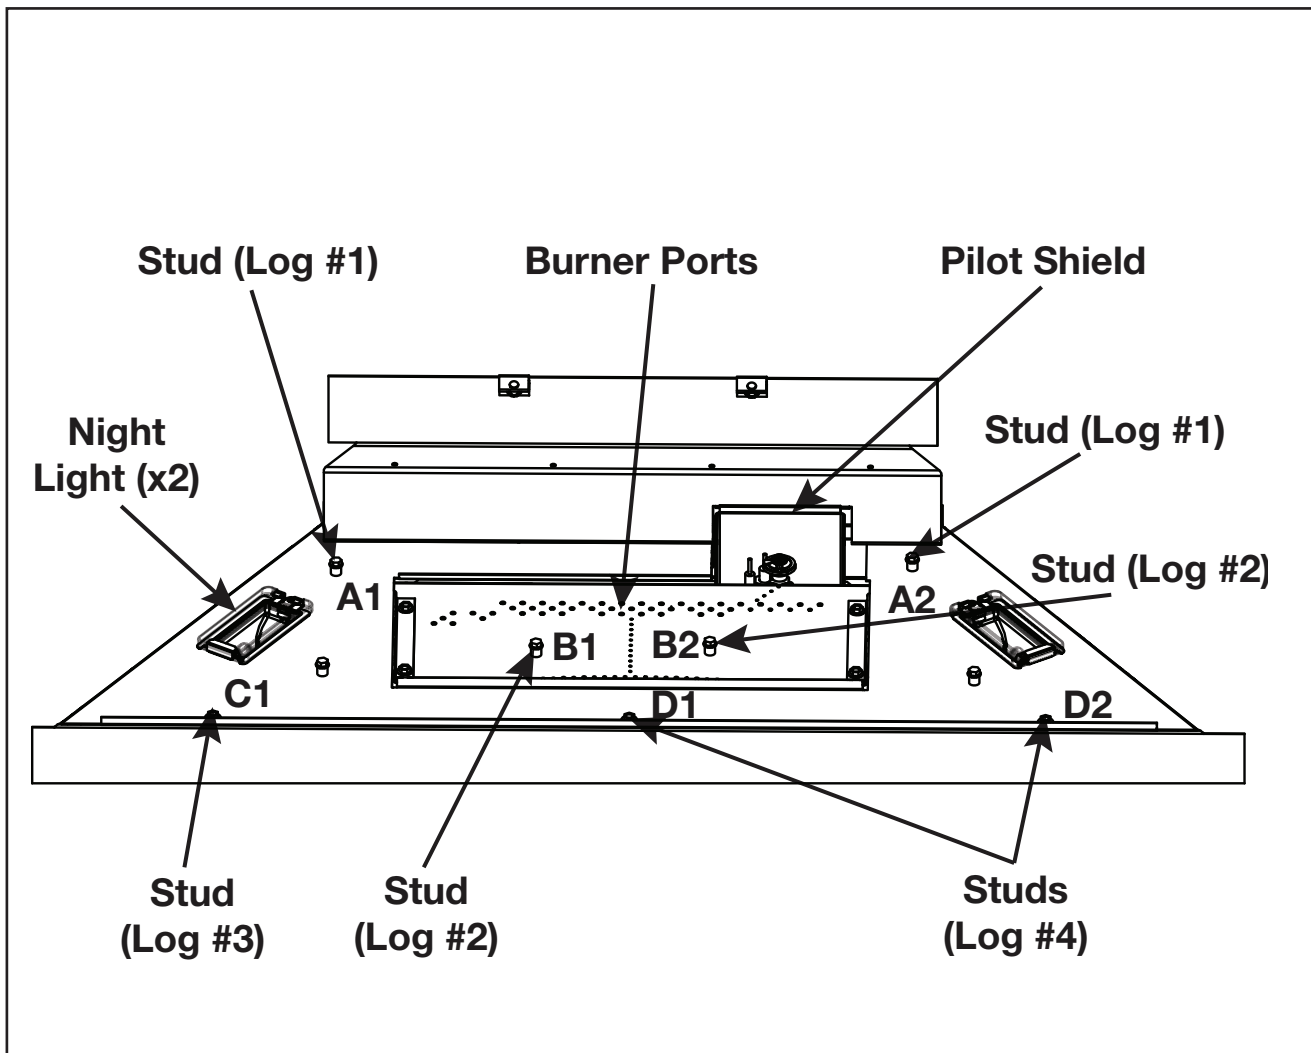 Stud (Log #1)
Burner Ports
Pilot Shield
Night
Light (x2)
Stud (Log #1)
Stud (Log #2)
A1
A2
B1
B2
C1
D1
D2
Stud
(Log #3)
Stud
(Log #2)
Studs
(Log #4)